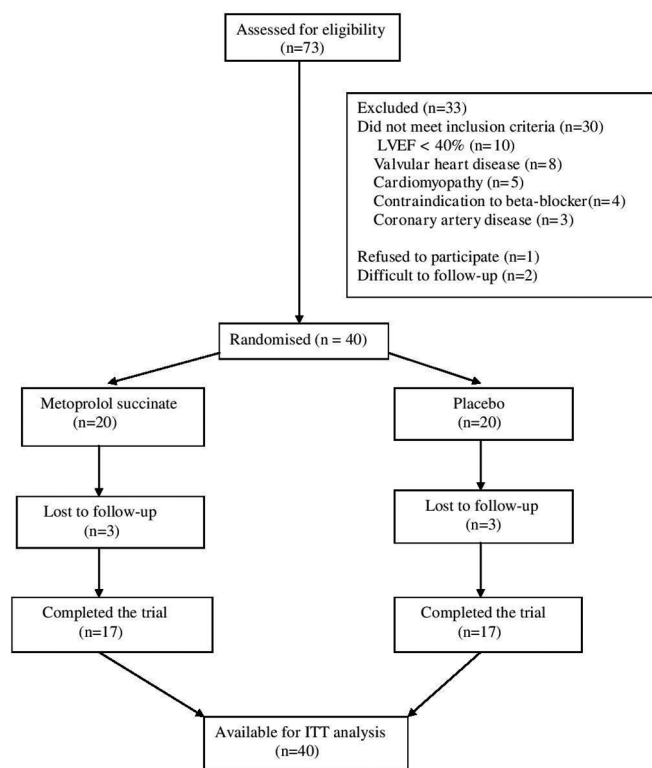 Assessed for eligibility
(n=73)
Excluded (n=33)
Did not meet inclusion criteria (n=30)
LVEF < 40% (n=10)
Valvular heart disease (n=8)
Cardiomyopathy (n=5)
Contraindication to beta-blocker(n=4)
Coronary artery disease (n=3)
Refused to participate (n=1)
Difficult to follow-up (n=2)
Randomised (n = 40)
Metoprolol succinate
(n=20)
Placebo
(n=20)
Lost to follow-up
(n=3)
Lost to follow-up
(n=3)
Completed the trial
(n=17)
Completed the trial
(n=17)
Available for ITT analysis
(n=40)